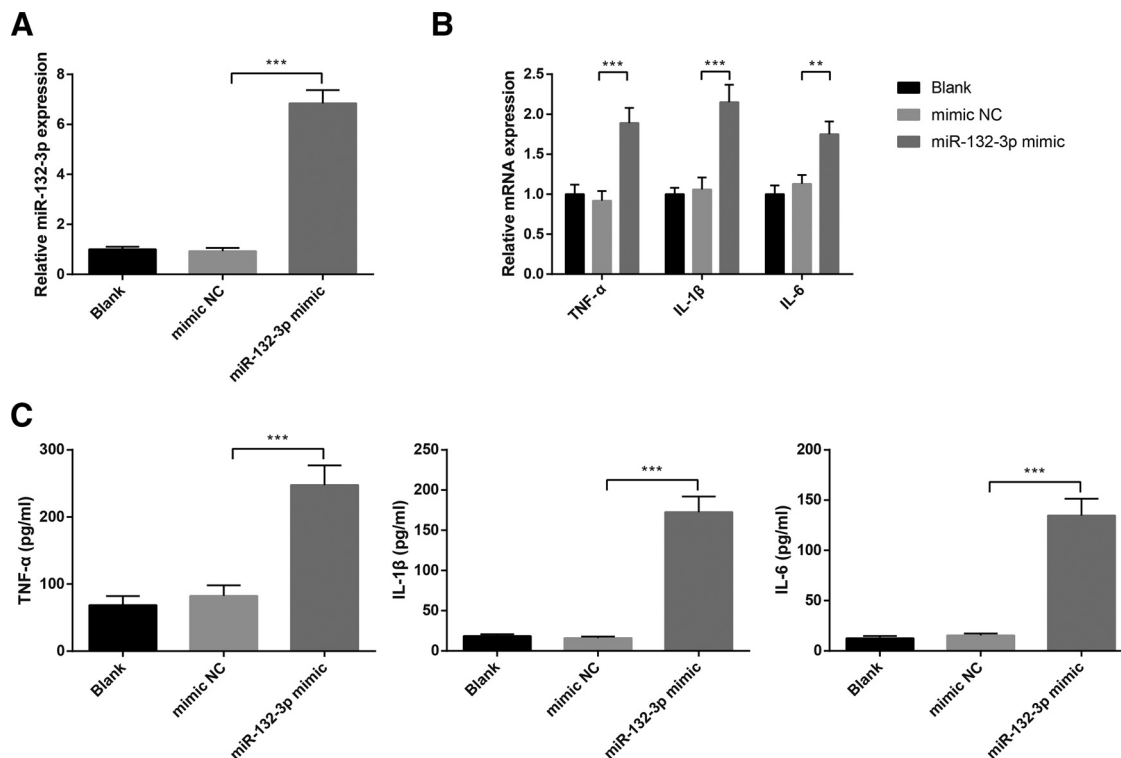 A
Relative miR-132-3p expression
8
6
4
2
0
***
Blank
mimic NC
miR-132-3p mimic
B
Relative mRNA expression
2.5
2.0
1.5
1.0
0.5
0.0
***
***
**
TNF-α
IL-1β
IL-6
Blank
mimic NC
miR-132-3p mimic
C
TNF-α (pg/ml)
300
200
100
0
***
Blank
mimic NC
miR-132-3p mimic
IL-1β (pg/ml)
250
200
150
100
50
0
***
Blank
mimic NC
miR-132-3p mimic
IL-6 (pg/ml)
200
150
100
50
0
***
Blank
mimic NC
miR-132-3p mimic